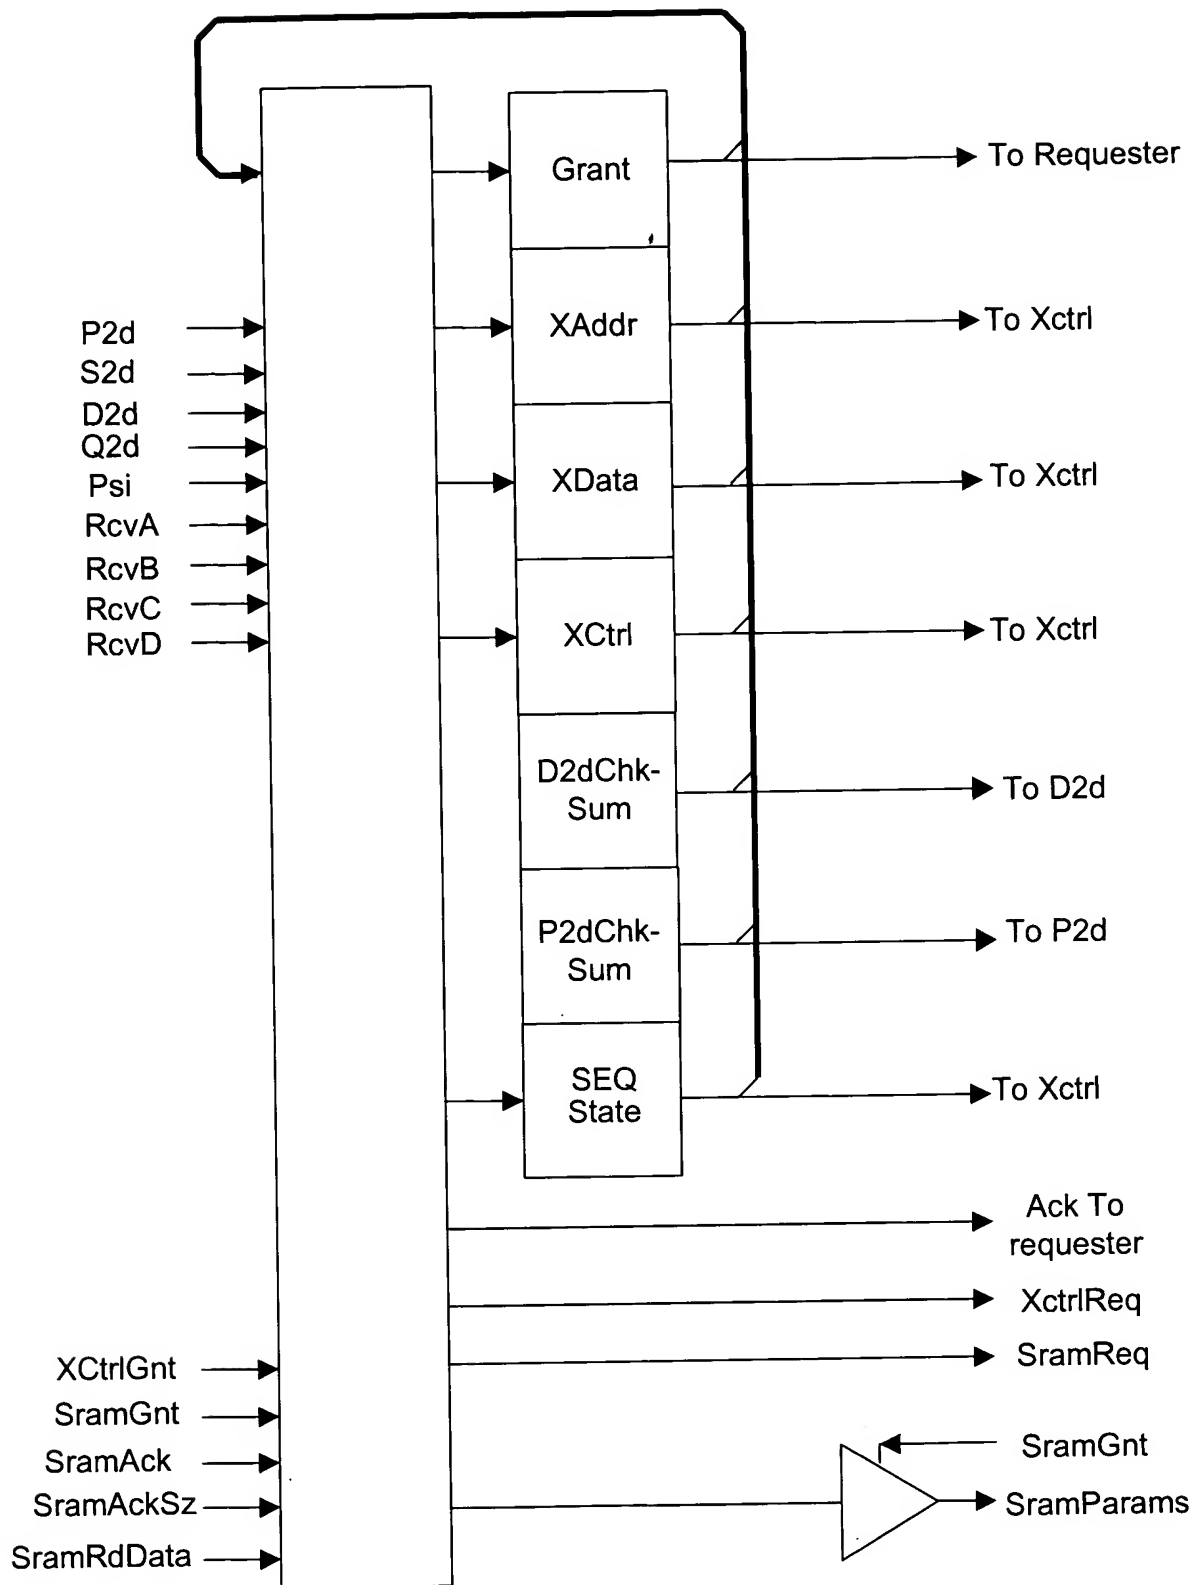 Grant
To Requester
P2d
XAddr
To Xctrl
S2d
D2d
Q2d
Psi
XData
To Xctrl
RcvA
RcvB
RcvC
RcvD
XCtrl
To Xctrl
D2dChk-
Sum
To D2d
P2dChk-
Sum
To P2d
SEQ
State
To Xctrl
Ack To
requester
XctrlReq
XCtrlGnt
SramReq
SramGnt
SramAck
SramGnt
SramAckSz
SramParams
SramRdData